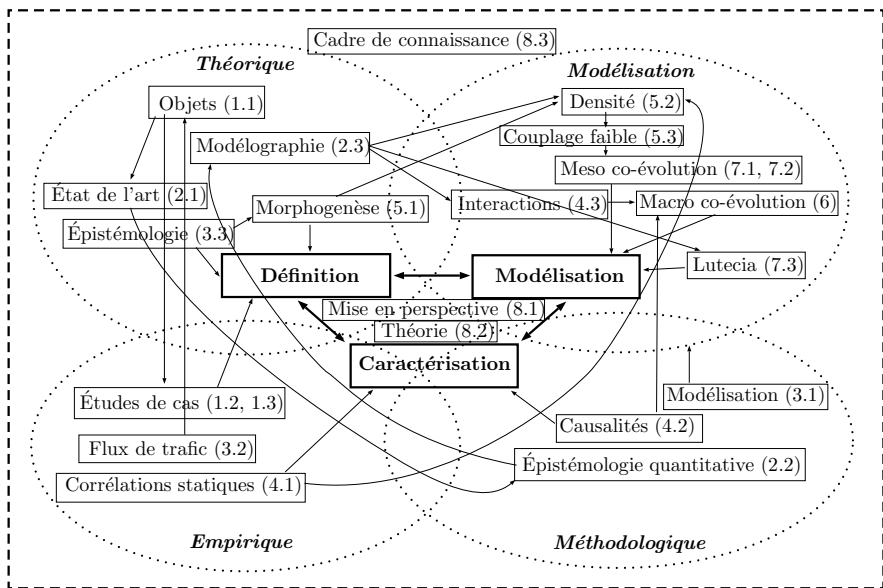 Cadre de connaissance (8.3)
Théorique
Modélisation
Objets (1.1)
Densité (5.2)
Modélographie (2.3)
Couplage faible (5.3)
Meso co-évolution (7.1, 7.2)
État de l'art (2.1)
Morphogenèse (5.1)
Interactions (4.3)
Macro co-évolution (6)
Épistémologie (3.3)
Lutecia (7.3)
Définition
Modélisation
Mise en perspective (8.1)
Théorie (8.2)
Caractérisation
Modélisation (3.1)
Études de cas (1.2, 1.3)
Causalités (4.2)
Flux de trafic (3.2)
Épistémologie quantitative (2.2)
Corrélations statiques (4.1)
Empirique
Méthodologique